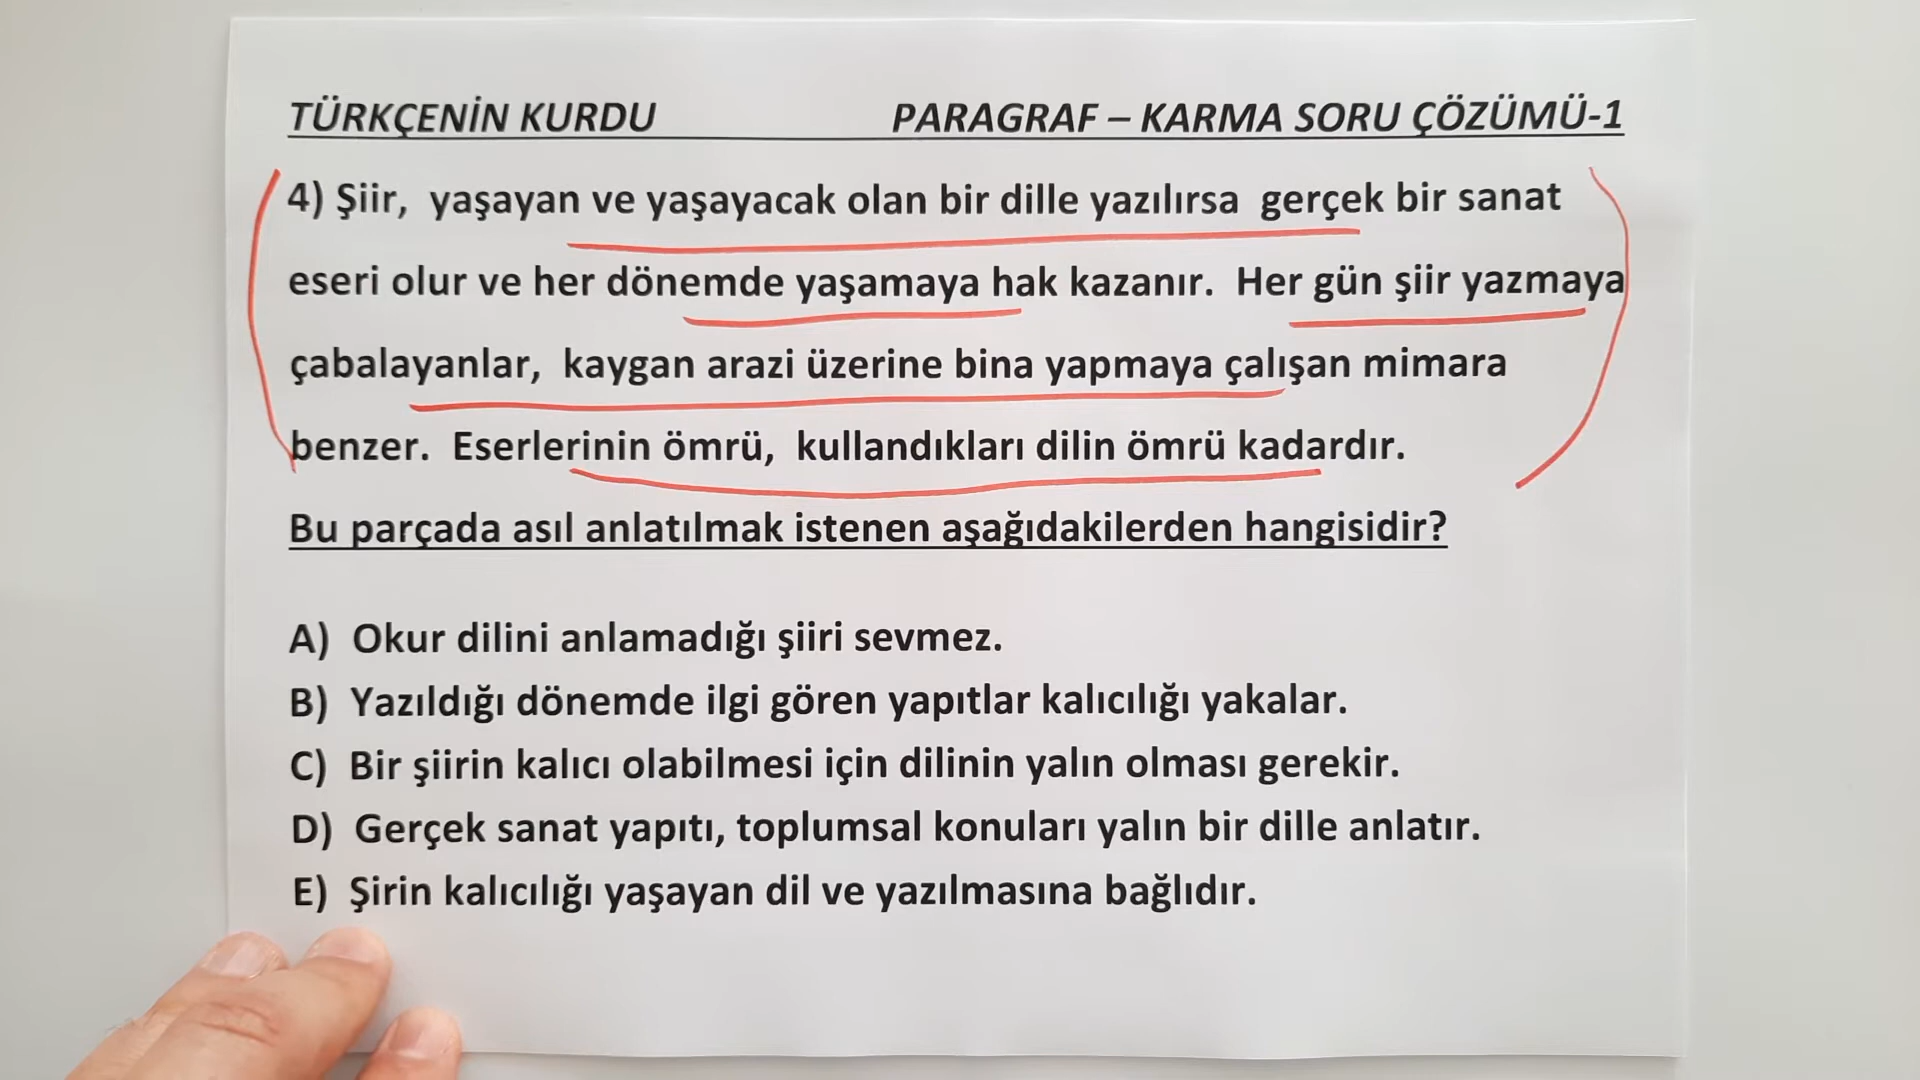 TÜRKÇENİN KURDU PARAGRAF – KARMA SORU ÇÖZÜMÜ-1
4) Şiir, yaşayan ve yaşayacak olan bir dille yazılırsa gerçek bir sanat
eseri olur ve her dönemde yaşamaya hak kazanır. Her gün şiir yazmaya
çabalayanlar, kaygan arazi üzerine bina yapmaya çalışan mimara
benzer. Eserlerinin ömrü, kullandıkları dilin ömrü kadardır.
Bu parçada asıl anlatılmak istenen aşağıdakilerden hangisidir?
A) Okur dilini anlamadığı şiiri sevmez.
B) Yazıldığı dönemde ilgi gören yapıtlar kalıcılığı yakalar.
C) Bir şiirin kalıcı olabilmesi için dilinin yalın olması gerekir.
D) Gerçek sanat yapıtı, toplumsal konuları yalın bir dille anlatır.
E) Şirin kalıcılığı yaşayan dil ve yazılmasına bağlıdır.